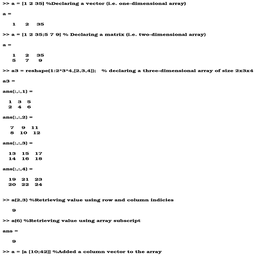 >> a = [1 2 35] %Declaring a vector (i.e. one-dimensional array)
a =
1 2 35
>> a = [1 2 35;5 7 9] % Declaring a matrix (i.e. two-dimensional array)
a =
1 2 35
5 7 9
>> a3 = reshape(1:2*3*4,[2,3,4]); % declaring a three-dimensional array of size 2x3x4
a3 =
ans(:,:,1) =
1 3 5
2 4 6
ans(:,:,2) =
7 9 11
8 10 12
ans(:,:,3) =
13 15 17
14 16 18
ans(:,:,4) =
19 21 23
20 22 24
>> a(2,3) %Retrieving value using row and column indicies
9
>> a(6) %Retrieving value using array subscript
ans =
9
>> a = [a [10;42]] %Added a column vector to the array